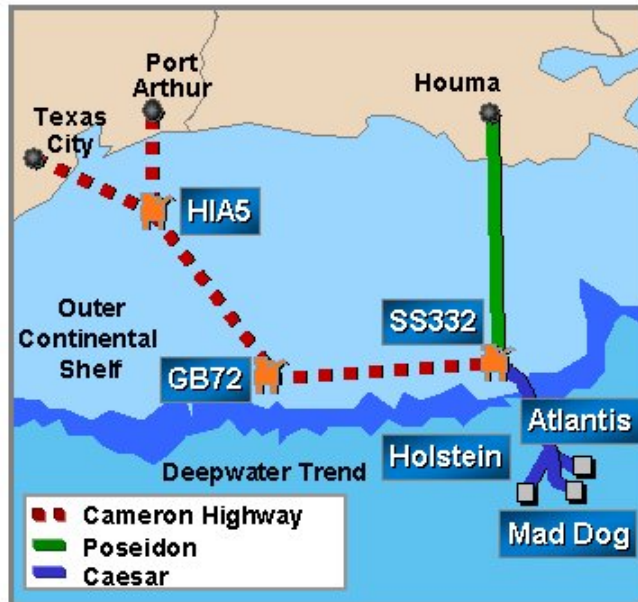 Port
Arthur
Houma
Texas
City
HIA5
Outer
Continental
Shelf
SS332
GB72
Atlantis
Holstein
Deepwater Trend
Mad Dog
Cameron Highway
Poseidon
Caesar